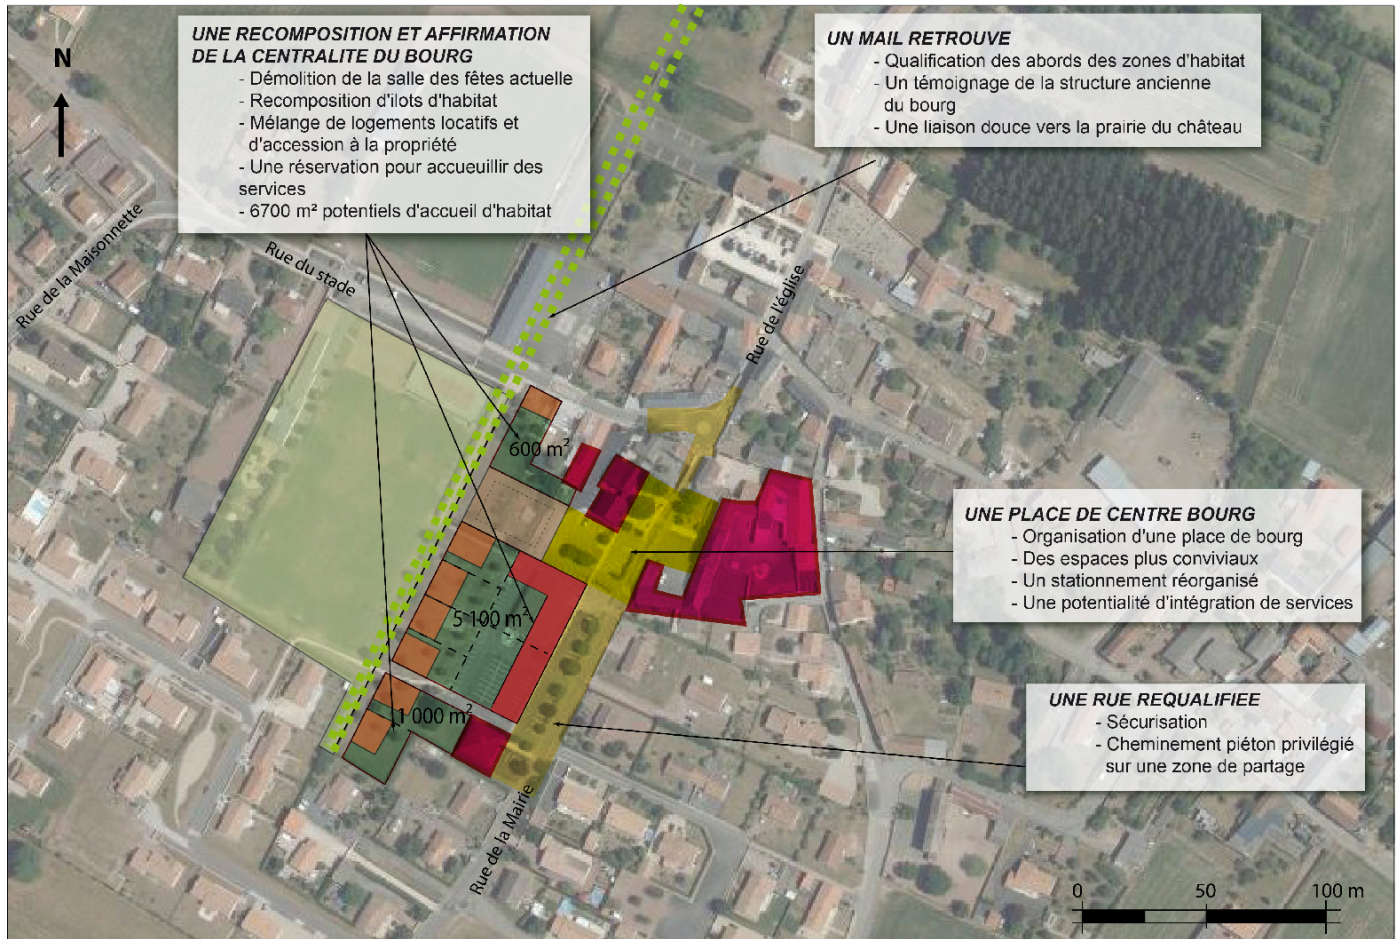 N
UNE RECOMPOSITION ET AFFIRMATION
DE LA CENTRALITE DU BOURG
- Démolition de la salle des fêtes actuelle
- Recomposition d'ilots d'habitat
- Mélange de logements locatifs et
d'accession à la propriété
- Une réservation pour accueuillir des
services
- 6700 m² potentiels d'accueil d'habitat
UN MAIL RETROUVE
- Qualification des abords des zones d'habitat
- Un témoignage de la structure ancienne
du bourg
- Une liaison douce vers la prairie du château
Rue de la Maisonnette
Rue du stade
Rue de l'église
600 m²
5 100 m²
1 000 m²
UNE PLACE DE CENTRE BOURG
- Organisation d'une place de bourg
- Des espaces plus conviviaux
- Un stationnement réorganisé
- Une potentialité d'intégration de services
UNE RUE REQUALIFIEE
- Sécurisation
- Cheminement piéton privilégié
sur une zone de partage
Rue de la Mairie
0 50 100 m